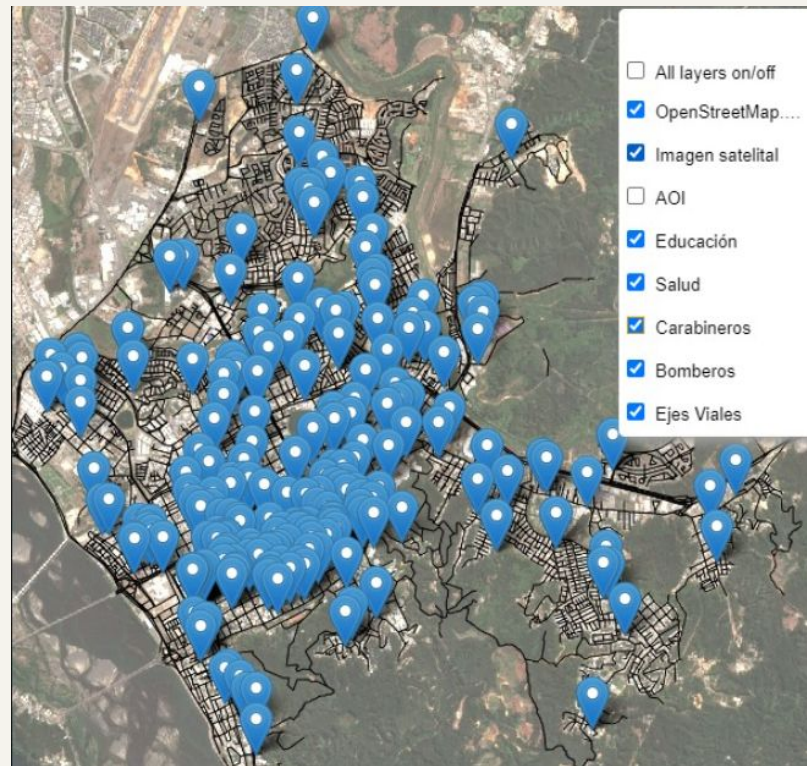 All layers on/off
OpenStreetMap....
Imagen satelital
AOI
Educación
Salud
Carabineros
Bomberos
Ejes Viales